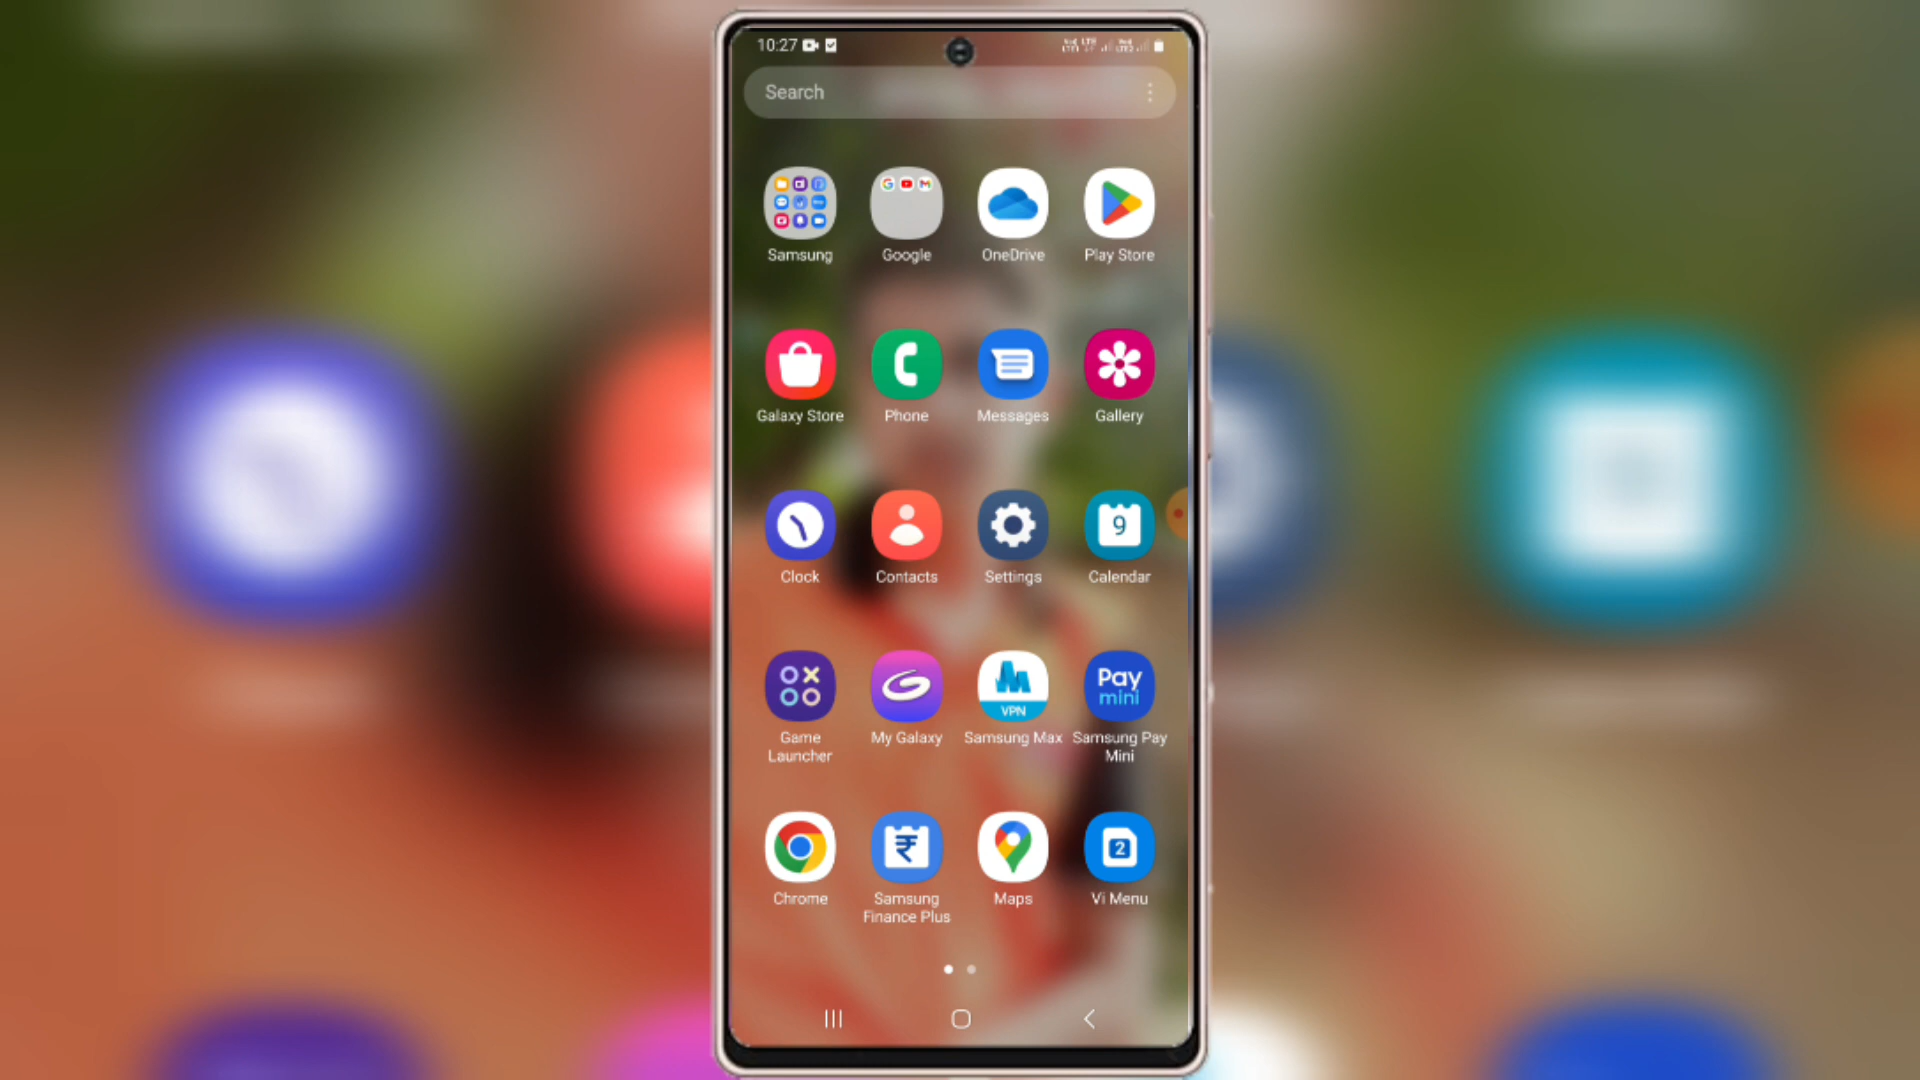 10:27
Search
Samsung
Google
OneDrive
Play Store
Galaxy Store
Phone
Messages
Gallery
9
Clock
Contacts
Settings
Calendar
VPN
Pay
mini
Game
Launcher
My Galaxy
Samsung Max
Samsung Pay
Mini
2
Chrome
Samsung
Finance Plus
Maps
Vi Menu